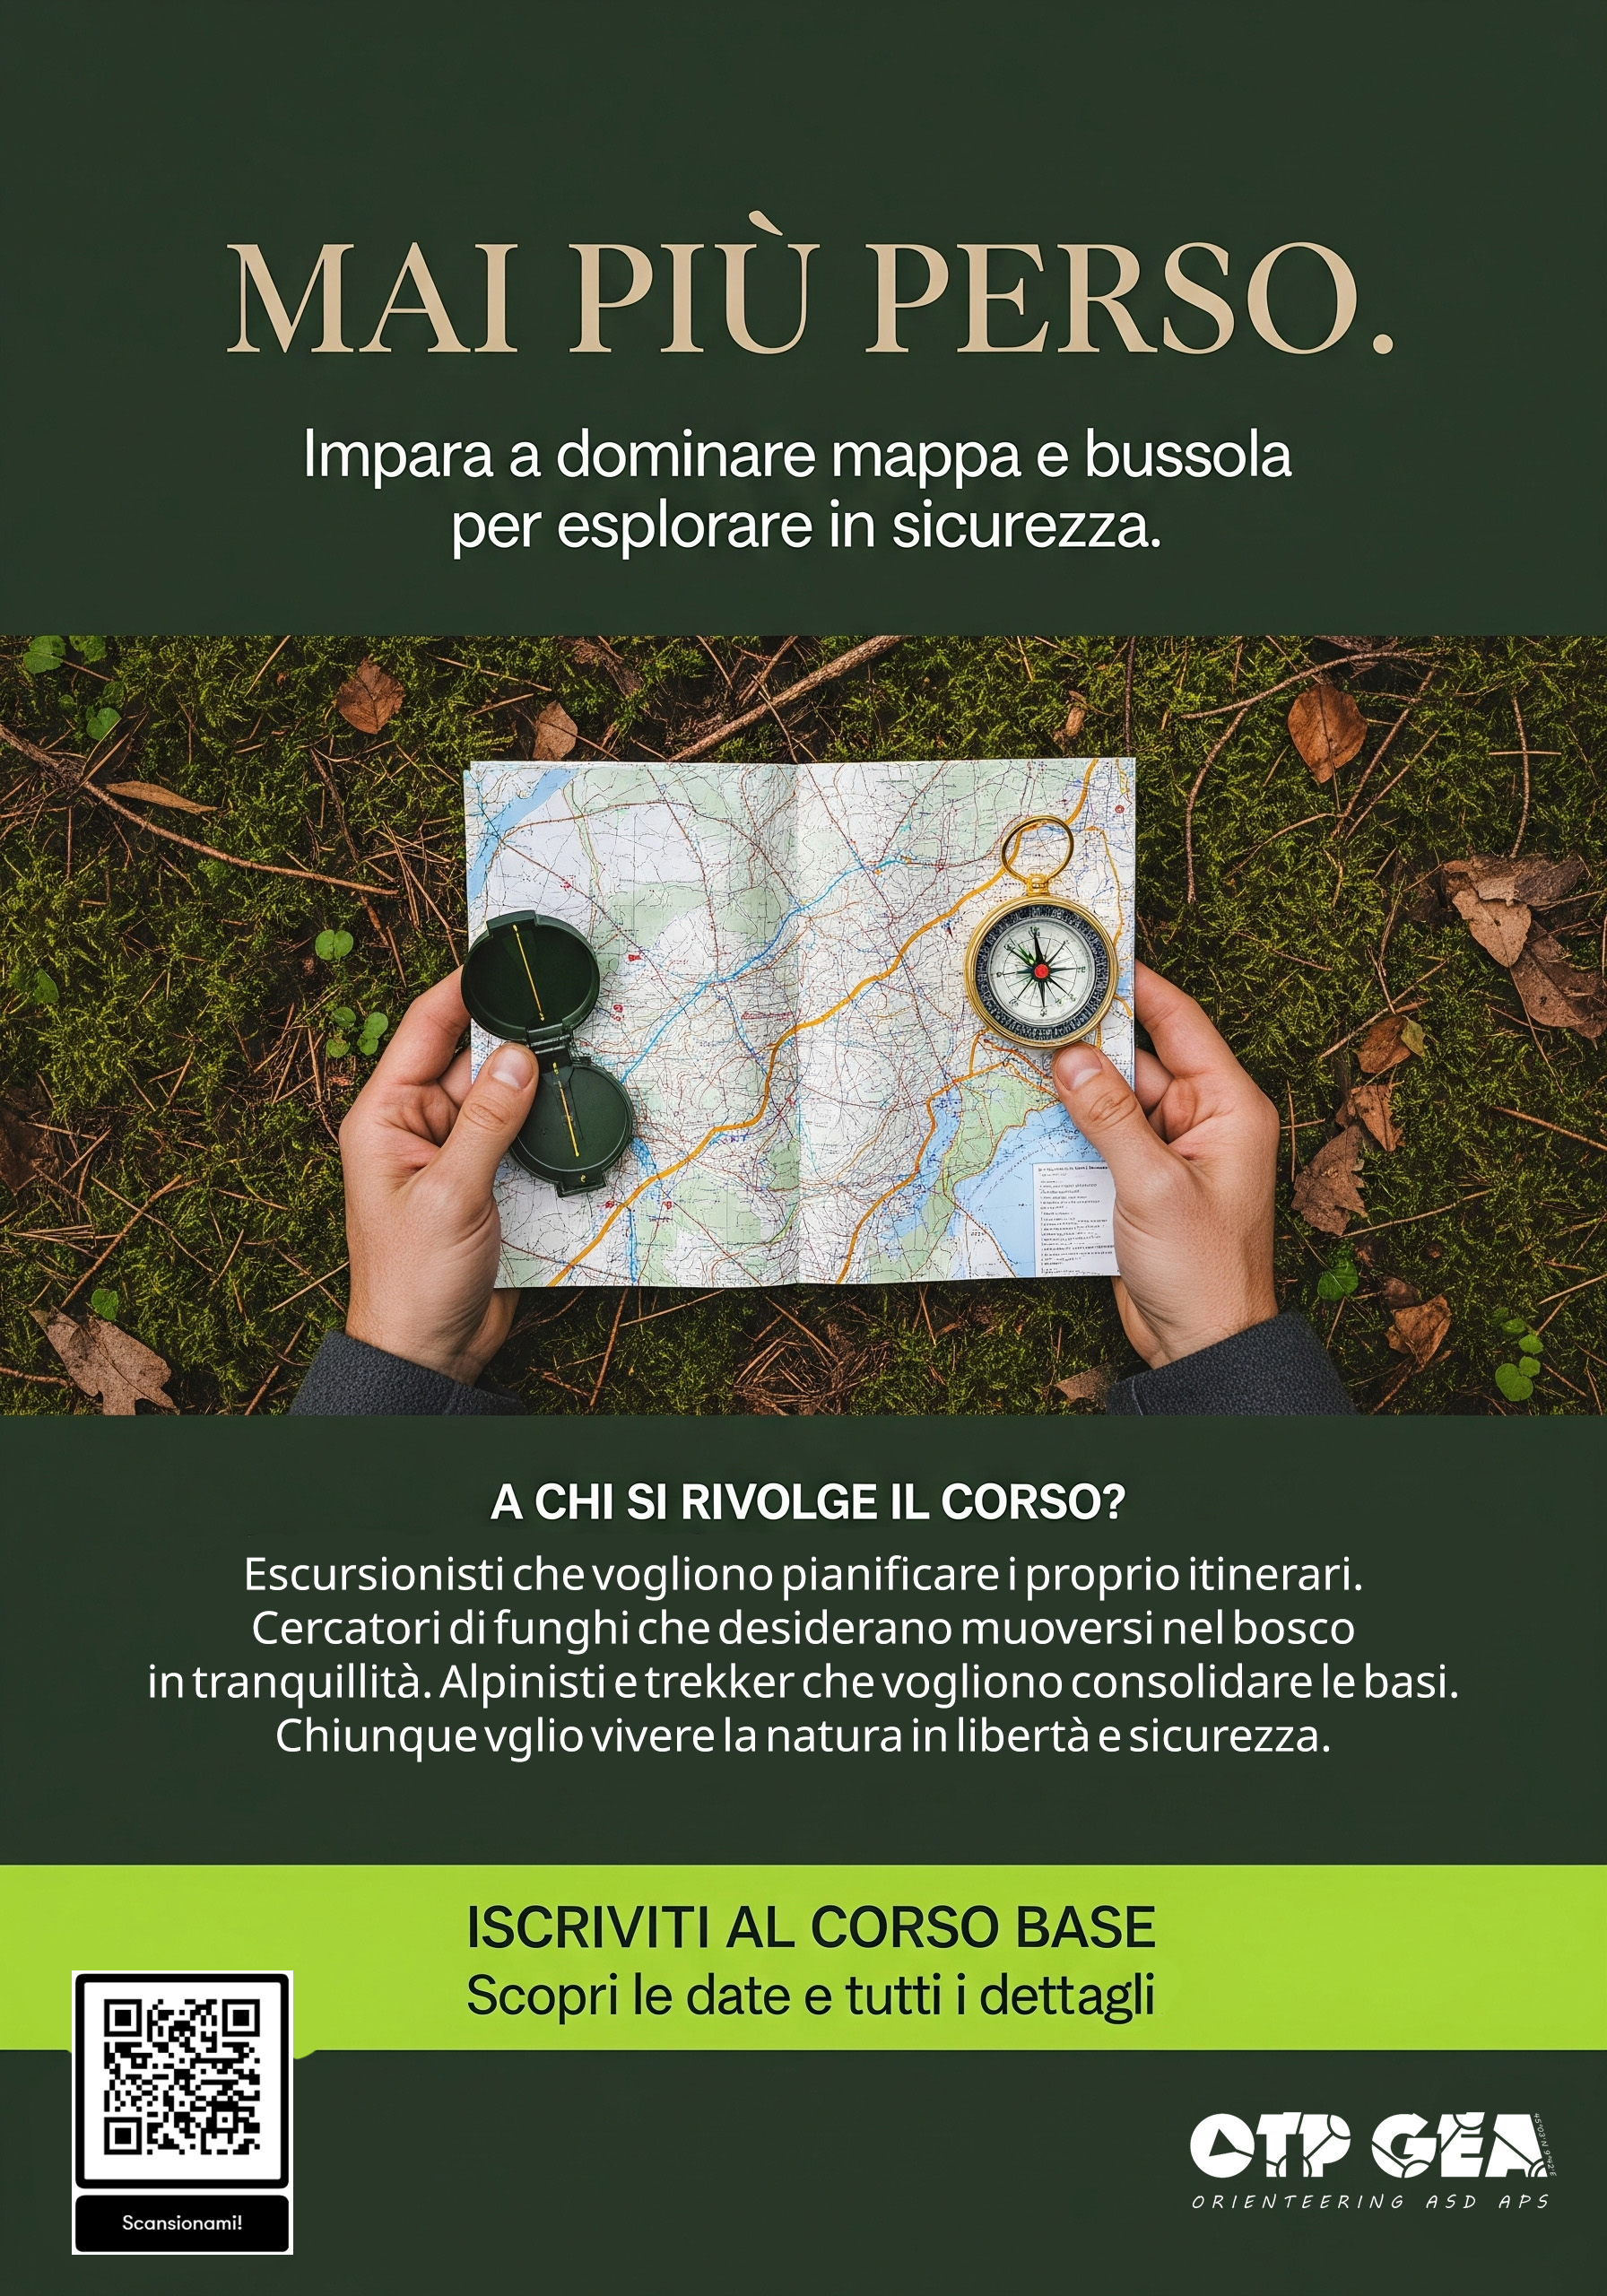 MAI PIÙ PERSO.
Impara a dominare mappa e bussola
per esplorare in sicurezza.
A CHI SI RIVOLGE IL CORSO?
Escursionisti che vogliono pianificare i proprio itinerari.
Cercatori di funghi che desiderano muoversi nel bosco
in tranquillità. Alpinisti e trekker che vogliono consolidare le basi.
Chiunque vglio vivere la natura in libertà e sicurezza.
ISCRIVITI AL CORSO BASE
Scopri le date e tutti i dettagli
Scansionami!
OTP GEA
ORIENTEERING ASD APS